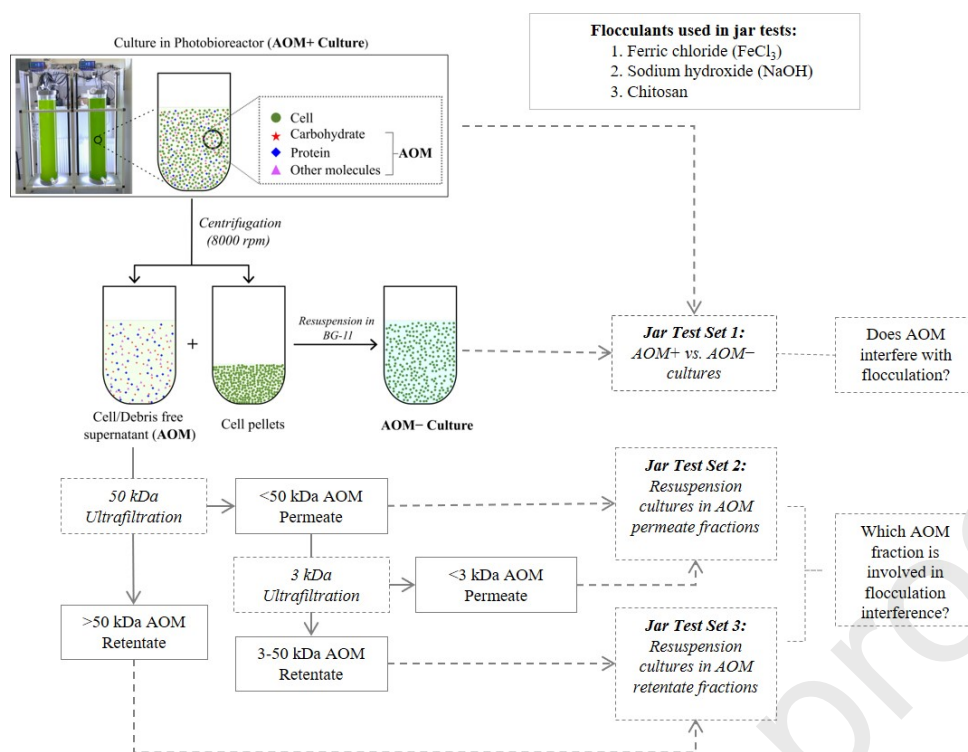 Culture in Photobioreactor (AOM+ Culture)
Cell
Carbohydrate
Protein
Other molecules
AOM
Flocculants used in jar tests:
1. Ferric chloride (FeCl₃)
2. Sodium hydroxide (NaOH)
3. Chitosan
Centrifugation
(8000 rpm)
+
Resuspension in
BG-11
Cell/Debris free
supernatant (AOM)
Cell pellets
AOM− Culture
Jar Test Set 1:
AOM+ vs. AOM−
cultures
Does AOM
interfere with
flocculation?
50 kDa
Ultrafiltration
<50 kDa AOM
Permeate
Jar Test Set 2:
Resuspension
cultures in AOM
permeate fractions
3 kDa
Ultrafiltration
<3 kDa AOM
Permeate
Which AOM
fraction is
involved in
flocculation
interference?
>50 kDa AOM
Retentate
3-50 kDa AOM
Retentate
Jar Test Set 3:
Resuspension
cultures in AOM
retentate fractions